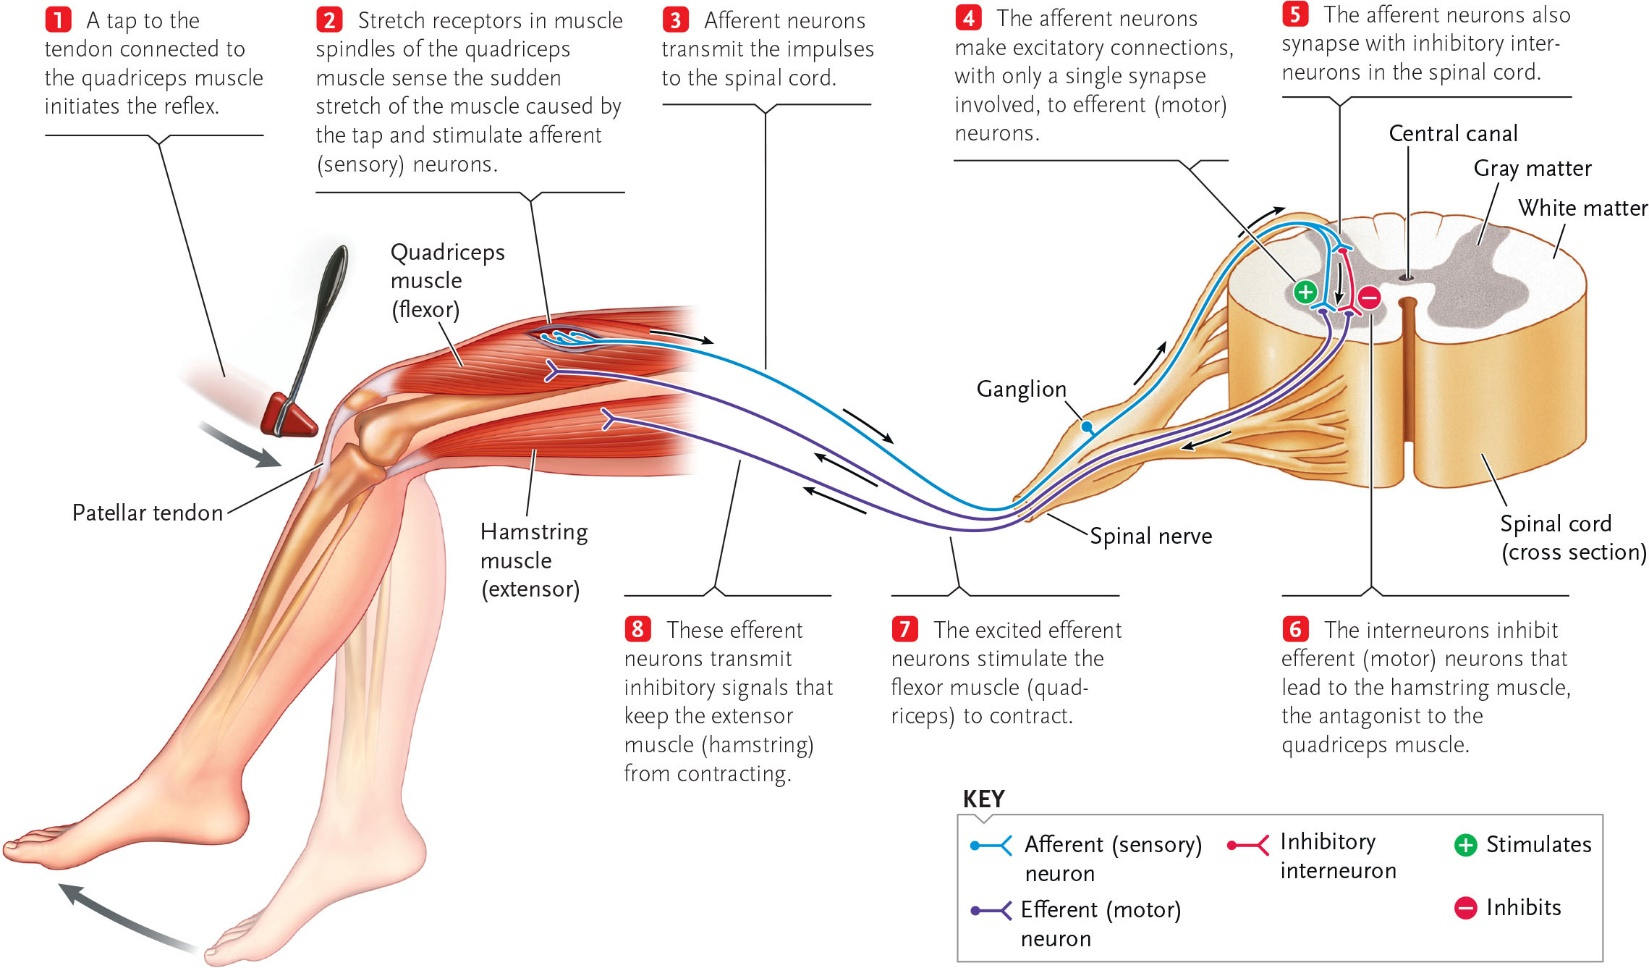 1 A tap to the
tendon connected to
the quadriceps muscle
initiates the reflex.
2 Stretch receptors in muscle
spindles of the quadriceps
muscle sense the sudden
stretch of the muscle caused by
the tap and stimulate afferent
(sensory) neurons.
3 Afferent neurons
transmit the impulses
to the spinal cord.
4 The afferent neurons
make excitatory connections,
with only a single synapse
involved, to efferent (motor)
neurons.
5 The afferent neurons also
synapse with inhibitory inter-
neurons in the spinal cord.
Central canal
Gray matter
White matter
Quadriceps
muscle
(flexor)
+
−
Ganglion
Patellar tendon
Hamstring
muscle
(extensor)
Spinal nerve
Spinal cord
(cross section)
8 These efferent
neurons transmit
inhibitory signals that
keep the extensor
muscle (hamstring)
from contracting.
7 The excited efferent
neurons stimulate the
flexor muscle (quad-
riceps) to contract.
6 The interneurons inhibit
efferent (motor) neurons that
lead to the hamstring muscle,
the antagonist to the
quadriceps muscle.
KEY
Afferent (sensory)
neuron
Efferent (motor)
neuron
Inhibitory
interneuron
+ Stimulates
− Inhibits